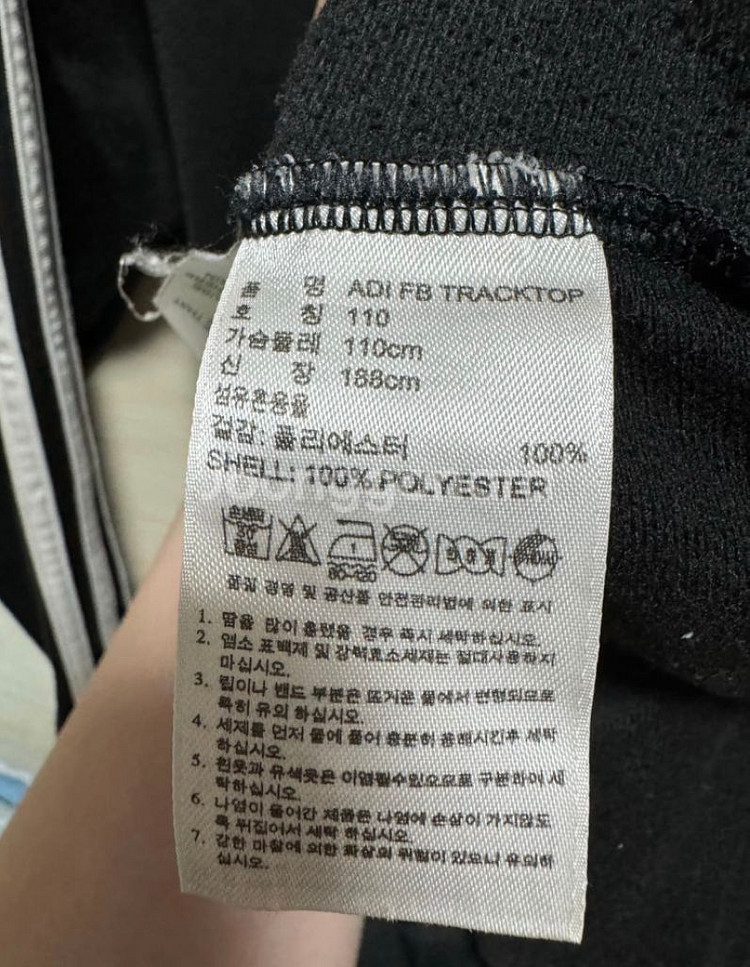 품 명 ADI FB TRACKTOP
호 칭 110
가슴둘레 110cm
신 장 188cm
섬유혼용율
겉감: 폴리에스터 100%
SHELL: 100% POLYESTER
손세탁
30°
중성
80~120
품질 경영 및 공산품 안전관리법에 의한 표시
1. 땀을 많이 흘렸을 경우 즉시 세탁하십시오.
2. 염소 표백제 및 강력효소세제는 절대사용하지
마십시오.
3. 립이나 밴드 부분은 뜨거운 물에서 변형되므로
특히 유의 하십시오.
4. 세제를 먼저 물에 풀어 충분히 용해시킨후 세탁
하십시오.
5. 흰옷과 유색옷은 이염될수있으므로 구분하여 세
탁하십시오.
6. 나염이 들어간 제품은 나염에 손상이 가지않도
록 뒤집어서 세탁 하십시오.
7. 강한 마찰에 의한 화상의 위험이 있으니 유의하
십시오.